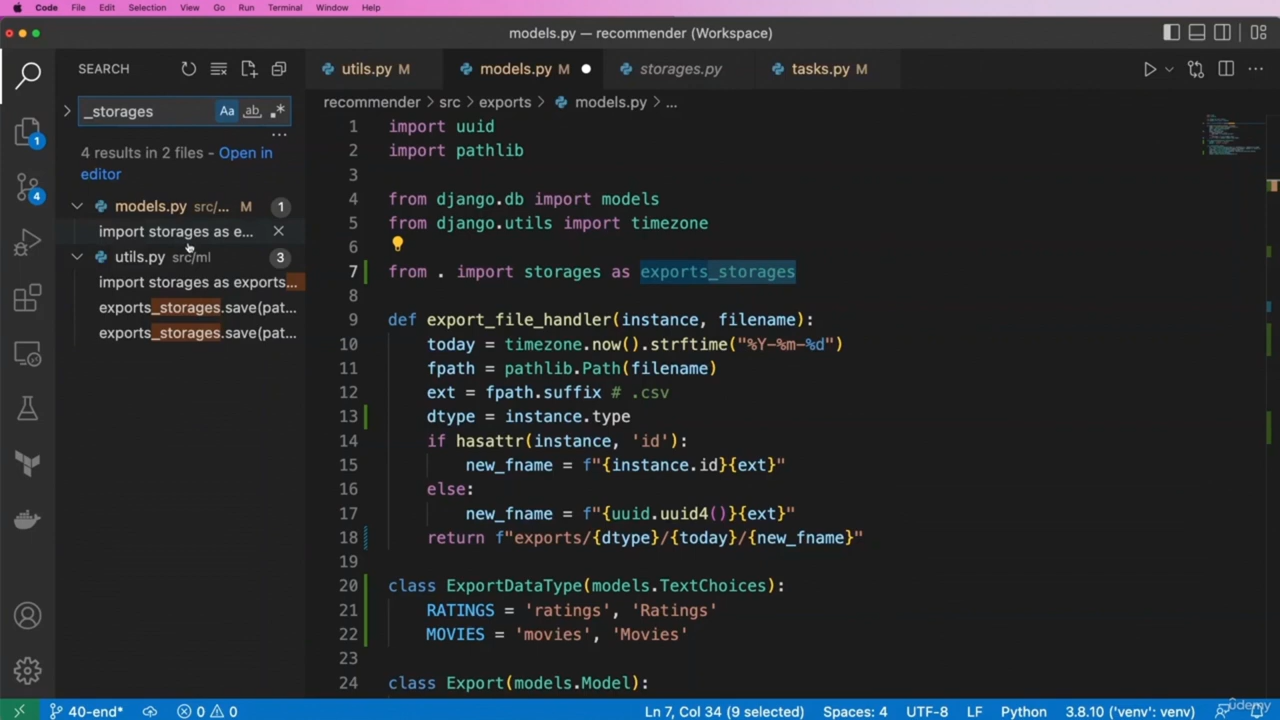 Code File Edit Selection View Go Run Terminal Window Help
models.py — recommender (Workspace)
SEARCH
_storages
Aa ab .*
4 results in 2 files - Open in
editor
models.py src/... M 1
import storages as e...
utils.py src/ml 3
import storages as exports...
exports_storages.save(pat...
exports_storages.save(pat...
1
4
utils.py M
models.py M
storages.py
tasks.py M
recommender > src > exports > models.py > ...
1 import uuid
2 import pathlib
3
4 from django.db import models
5 from django.utils import timezone
6
7 from . import storages as exports_storages
8
9 def export_file_handler(instance, filename):
10 today = timezone.now().strftime("%Y-%m-%d")
11 fpath = pathlib.Path(filename)
12 ext = fpath.suffix # .csv
13 dtype = instance.type
14 if hasattr(instance, 'id'):
15 new_fname = f"{instance.id}{ext}"
16 else:
17 new_fname = f"{uuid.uuid4()}{ext}"
18 return f"exports/{dtype}/{today}/{new_fname}"
19
20 class ExportDataType(models.TextChoices):
21 RATINGS = 'ratings', 'Ratings'
22 MOVIES = 'movies', 'Movies'
23
24 class Export(models.Model):
40-end* 0 0 Ln 7, Col 34 (9 selected) Spaces: 4 UTF-8 LF Python 3.8.10 ('venv': venv)
ûdemy